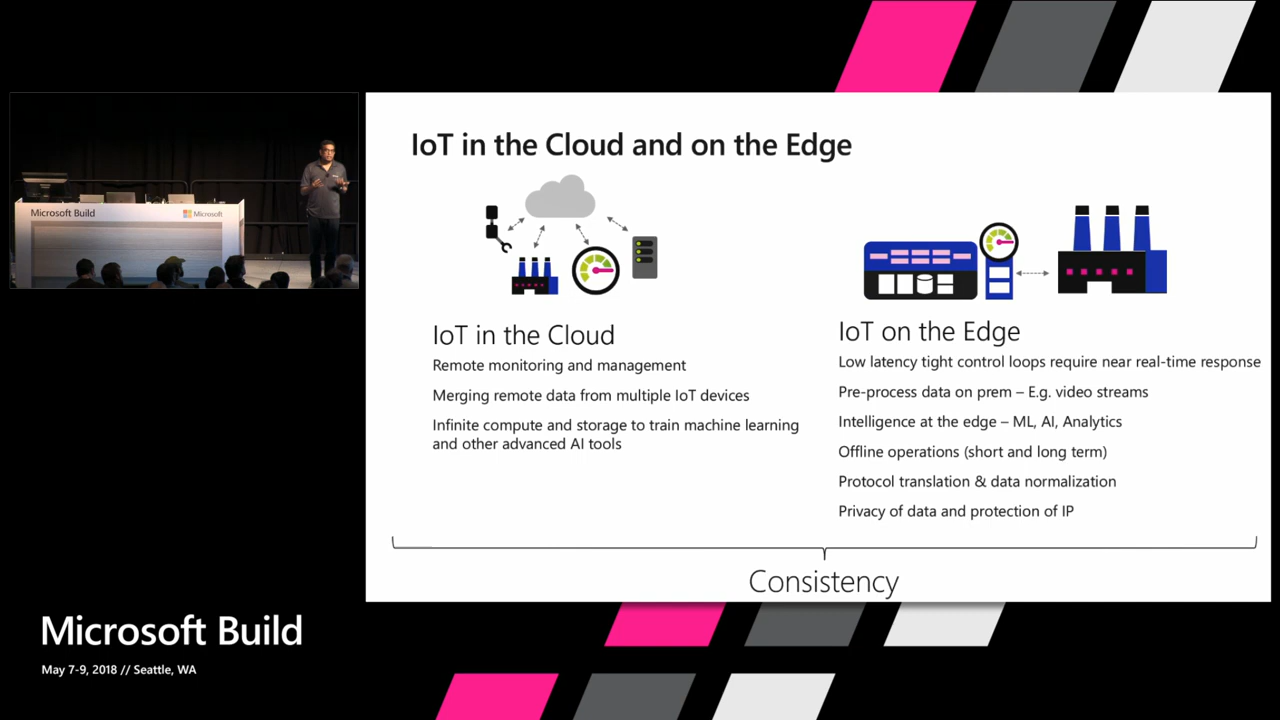 IoT in the Cloud and on the Edge
IoT in the Cloud
Remote monitoring and management
Merging remote data from multiple IoT devices
Infinite compute and storage to train machine learning
and other advanced AI tools
IoT on the Edge
Low latency tight control loops require near real-time response
Pre-process data on prem – E.g. video streams
Intelligence at the edge – ML, AI, Analytics
Offline operations (short and long term)
Protocol translation & data normalization
Privacy of data and protection of IP
Consistency
Microsoft Build
Microsoft
Microsoft Build
May 7-9, 2018 // Seattle, WA